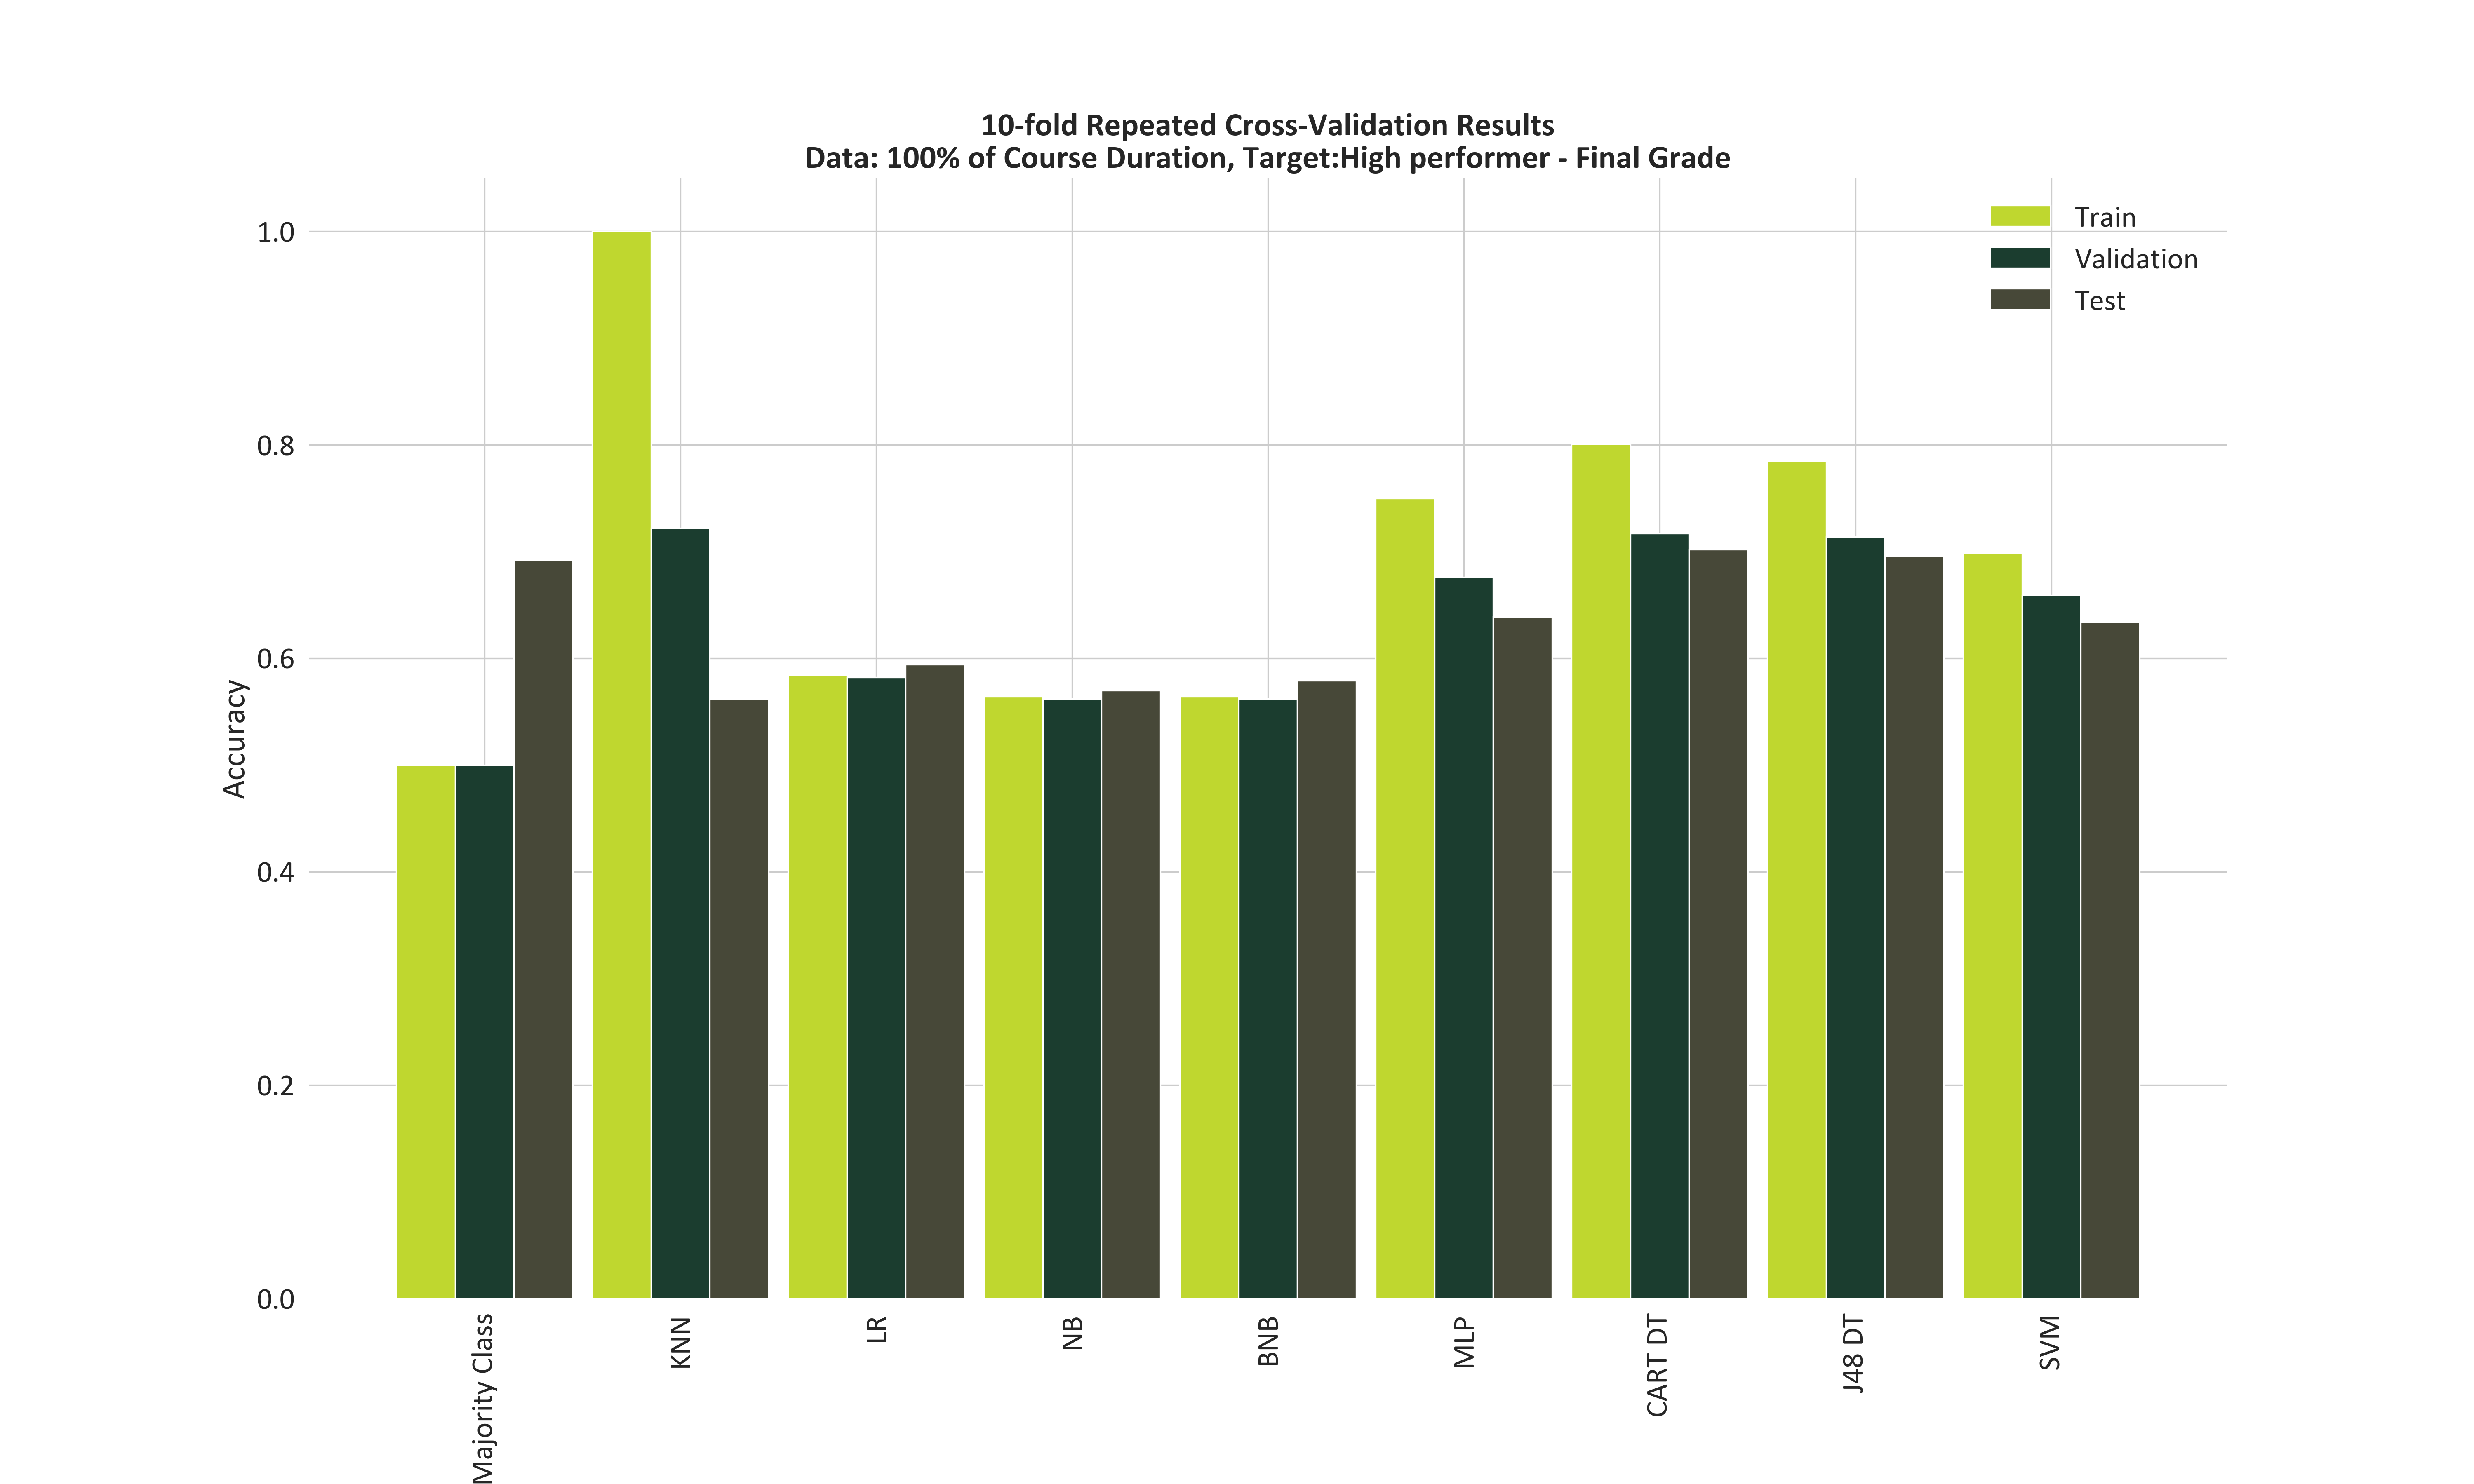 10-fold Repeated Cross-Validation Results
Data: 100% of Course Duration, Target:High performer - Final Grade
Train
Validation
Test
Accuracy
1.0
0.8
0.6
0.4
0.2
0.0
Majority Class
KNN
LR
NB
BNB
MLP
CART DT
J48 DT
SVM